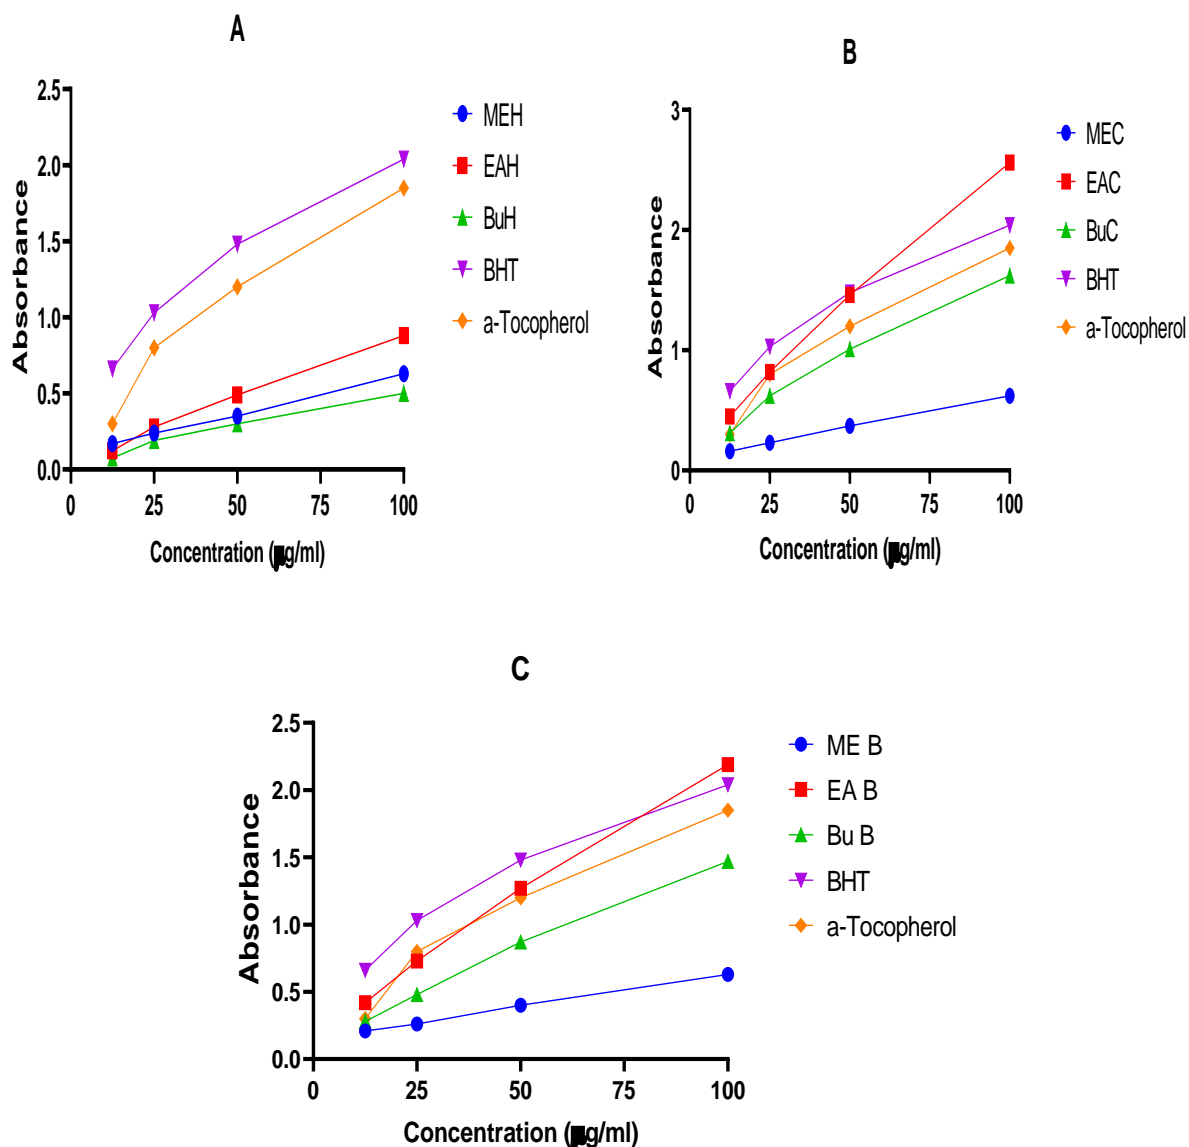 A
2.5
2.0
1.5
1.0
0.5
0.0
0 25 50 75 100
Absorbance
Concentration (μg/ml)
MEH
EAH
BuH
BHT
a-Tocopherol
B
3
2
1
0
0 25 50 75 100
Absorbance
Concentration (μg/ml)
MEC
EAC
BuC
BHT
a-Tocopherol
C
2.5
2.0
1.5
1.0
0.5
0.0
0 25 50 75 100
Absorbance
Concentration (μg/ml)
ME B
EA B
Bu B
BHT
a-Tocopherol